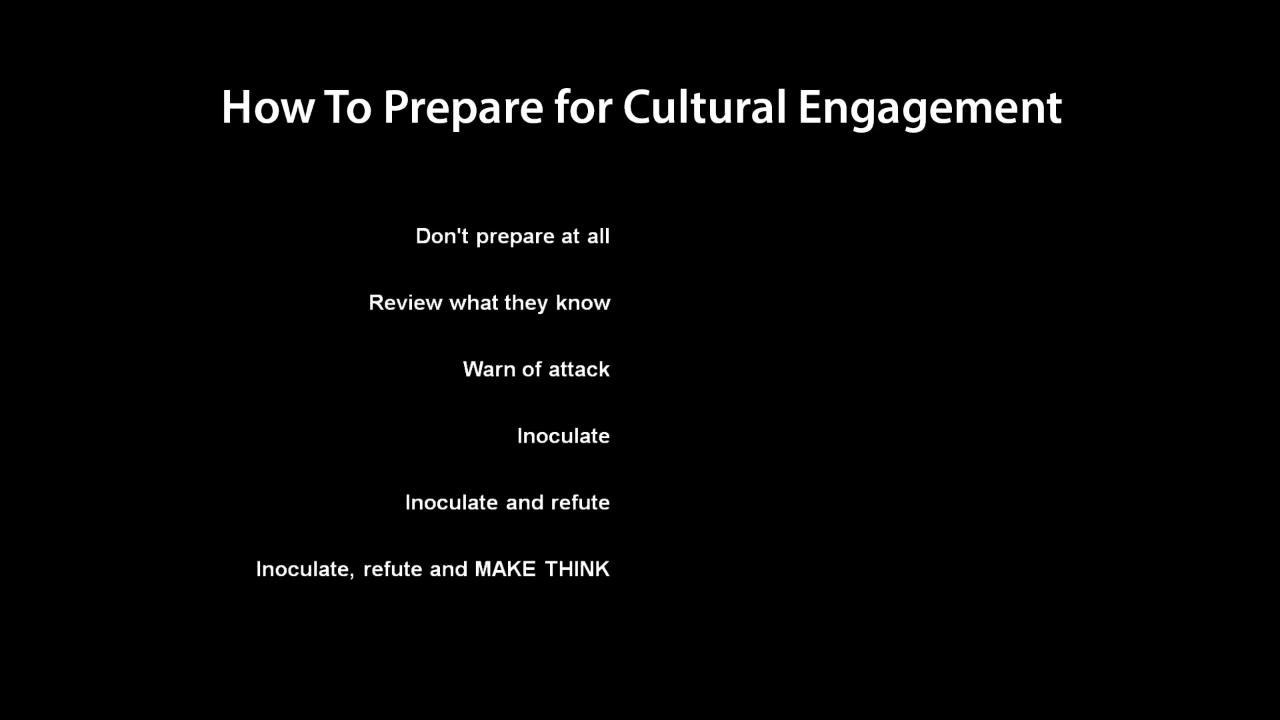 How To Prepare for Cultural Engagement
Don't prepare at all
Review what they know
Warn of attack
Inoculate
Inoculate and refute
Inoculate, refute and MAKE THINK